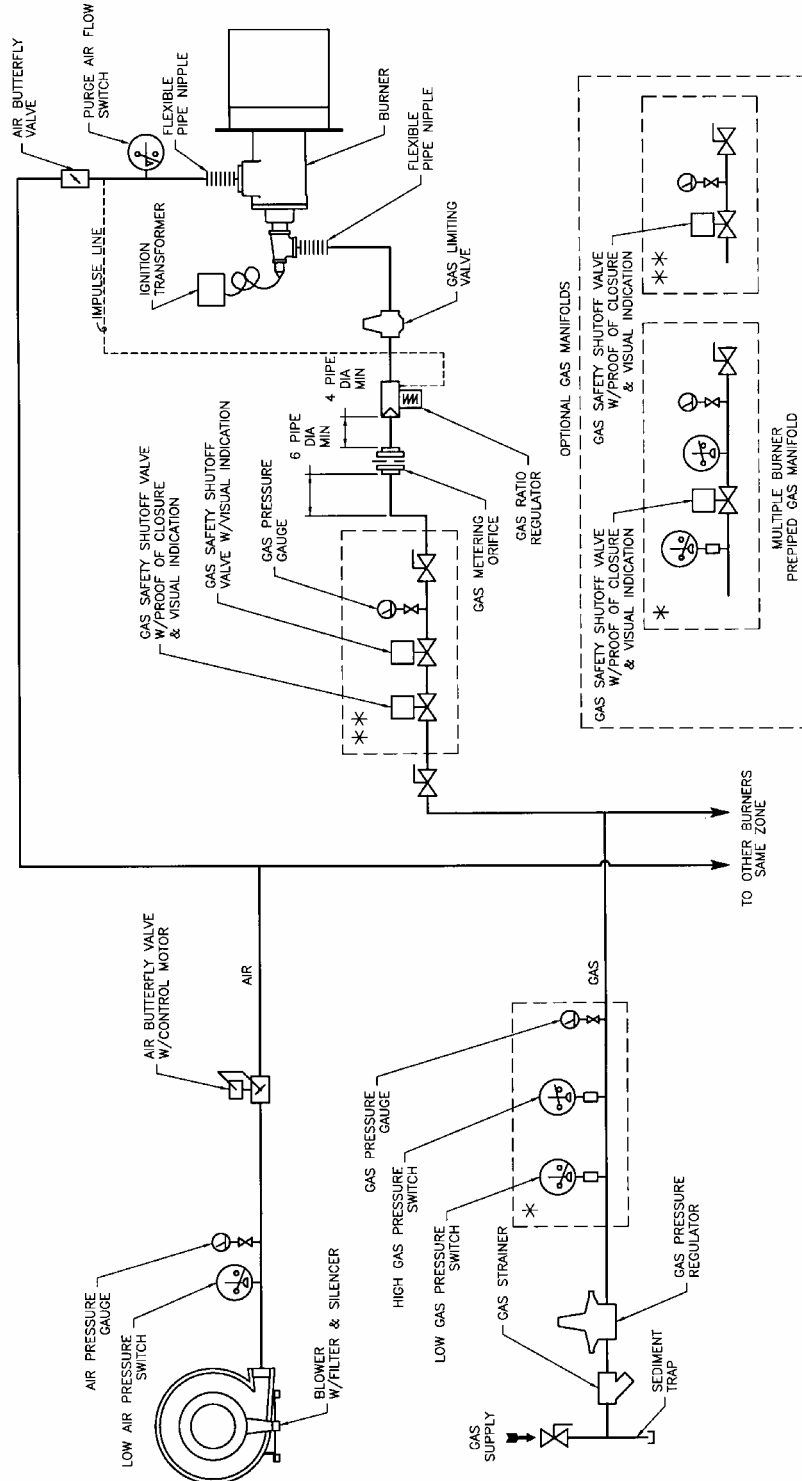 AIR BUTTERFLY
VALVE
PURGE AIR FLOW
SWITCH
FLEXIBLE
PIPE NIPPLE
BURNER
FLEXIBLE
PIPE NIPPLE
IMPULSE LINE
IGNITION
TRANSFORMER
GAS LIMITING
VALVE
4 PIPE
DIA
MIN
6 PIPE
DIA
MIN
GAS RATIO
REGULATOR
GAS METERING
ORIFICE
GAS SAFETY SHUTOFF VALVE
W/PROOF OF CLOSURE
& VISUAL INDICATION
GAS SAFETY SHUTOFF
VALVE W/VISUAL INDICATION
GAS PRESSURE
GAUGE
**
AIR BUTTERFLY VALVE
W/CONTROL MOTOR
AIR
AIR PRESSURE
GAUGE
LOW AIR PRESSURE
SWITCH
BLOWER
W/FILTER & SILENCER
TO OTHER BURNERS
SAME ZONE
GAS
GAS PRESSURE
GAUGE
HIGH GAS PRESSURE
SWITCH
LOW GAS PRESSURE
SWITCH
*
GAS STRAINER
GAS PRESSURE
REGULATOR
GAS
SUPPLY
SEDIMENT
TRAP
OPTIONAL GAS MANIFOLDS
GAS SAFETY SHUTOFF VALVE
W/PROOF OF CLOSURE
& VISUAL INDICATION
**
GAS SAFETY SHUTOFF VALVE
W/PROOF OF CLOSURE
& VISUAL INDICATION
*
MULTIPLE BURNER
PREPIPED GAS MANIFOLD